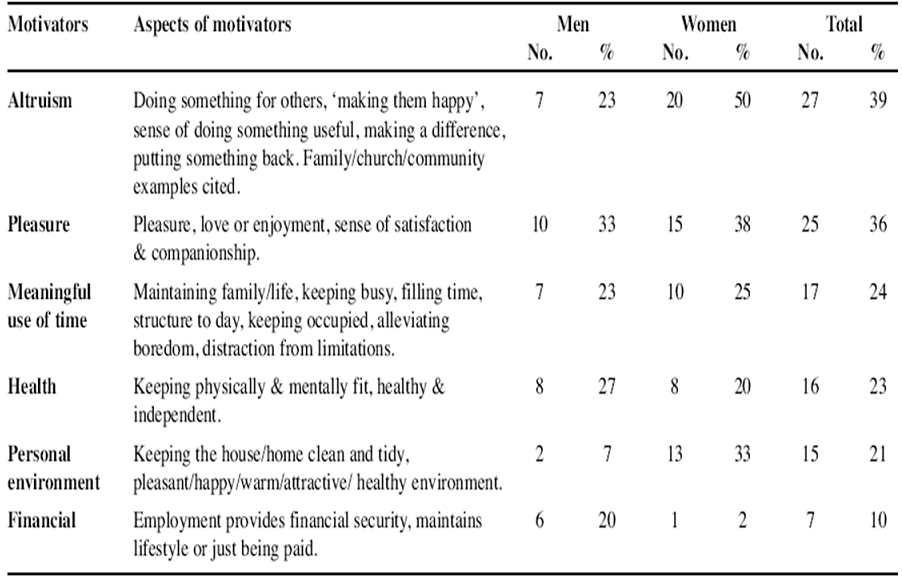 Motivators Aspects of motivators Men Women Total
No. % No. % No. %
Altruism Doing something for others, ‘making them happy’, 7 23 20 50 27 39
sense of doing something useful, making a difference,
putting something back. Family/church/community
examples cited.
Pleasure Pleasure, love or enjoyment, sense of satisfaction 10 33 15 38 25 36
& companionship.
Meaningful Maintaining family/life, keeping busy, filling time, 7 23 10 25 17 24
use of time structure to day, keeping occupied, alleviating
boredom, distraction from limitations.
Health Keeping physically & mentally fit, healthy & 8 27 8 20 16 23
independent.
Personal Keeping the house/home clean and tidy, 2 7 13 33 15 21
environment pleasant/happy/warm/attractive/ healthy environment.
Financial Employment provides financial security, maintains 6 20 1 2 7 10
lifestyle or just being paid.